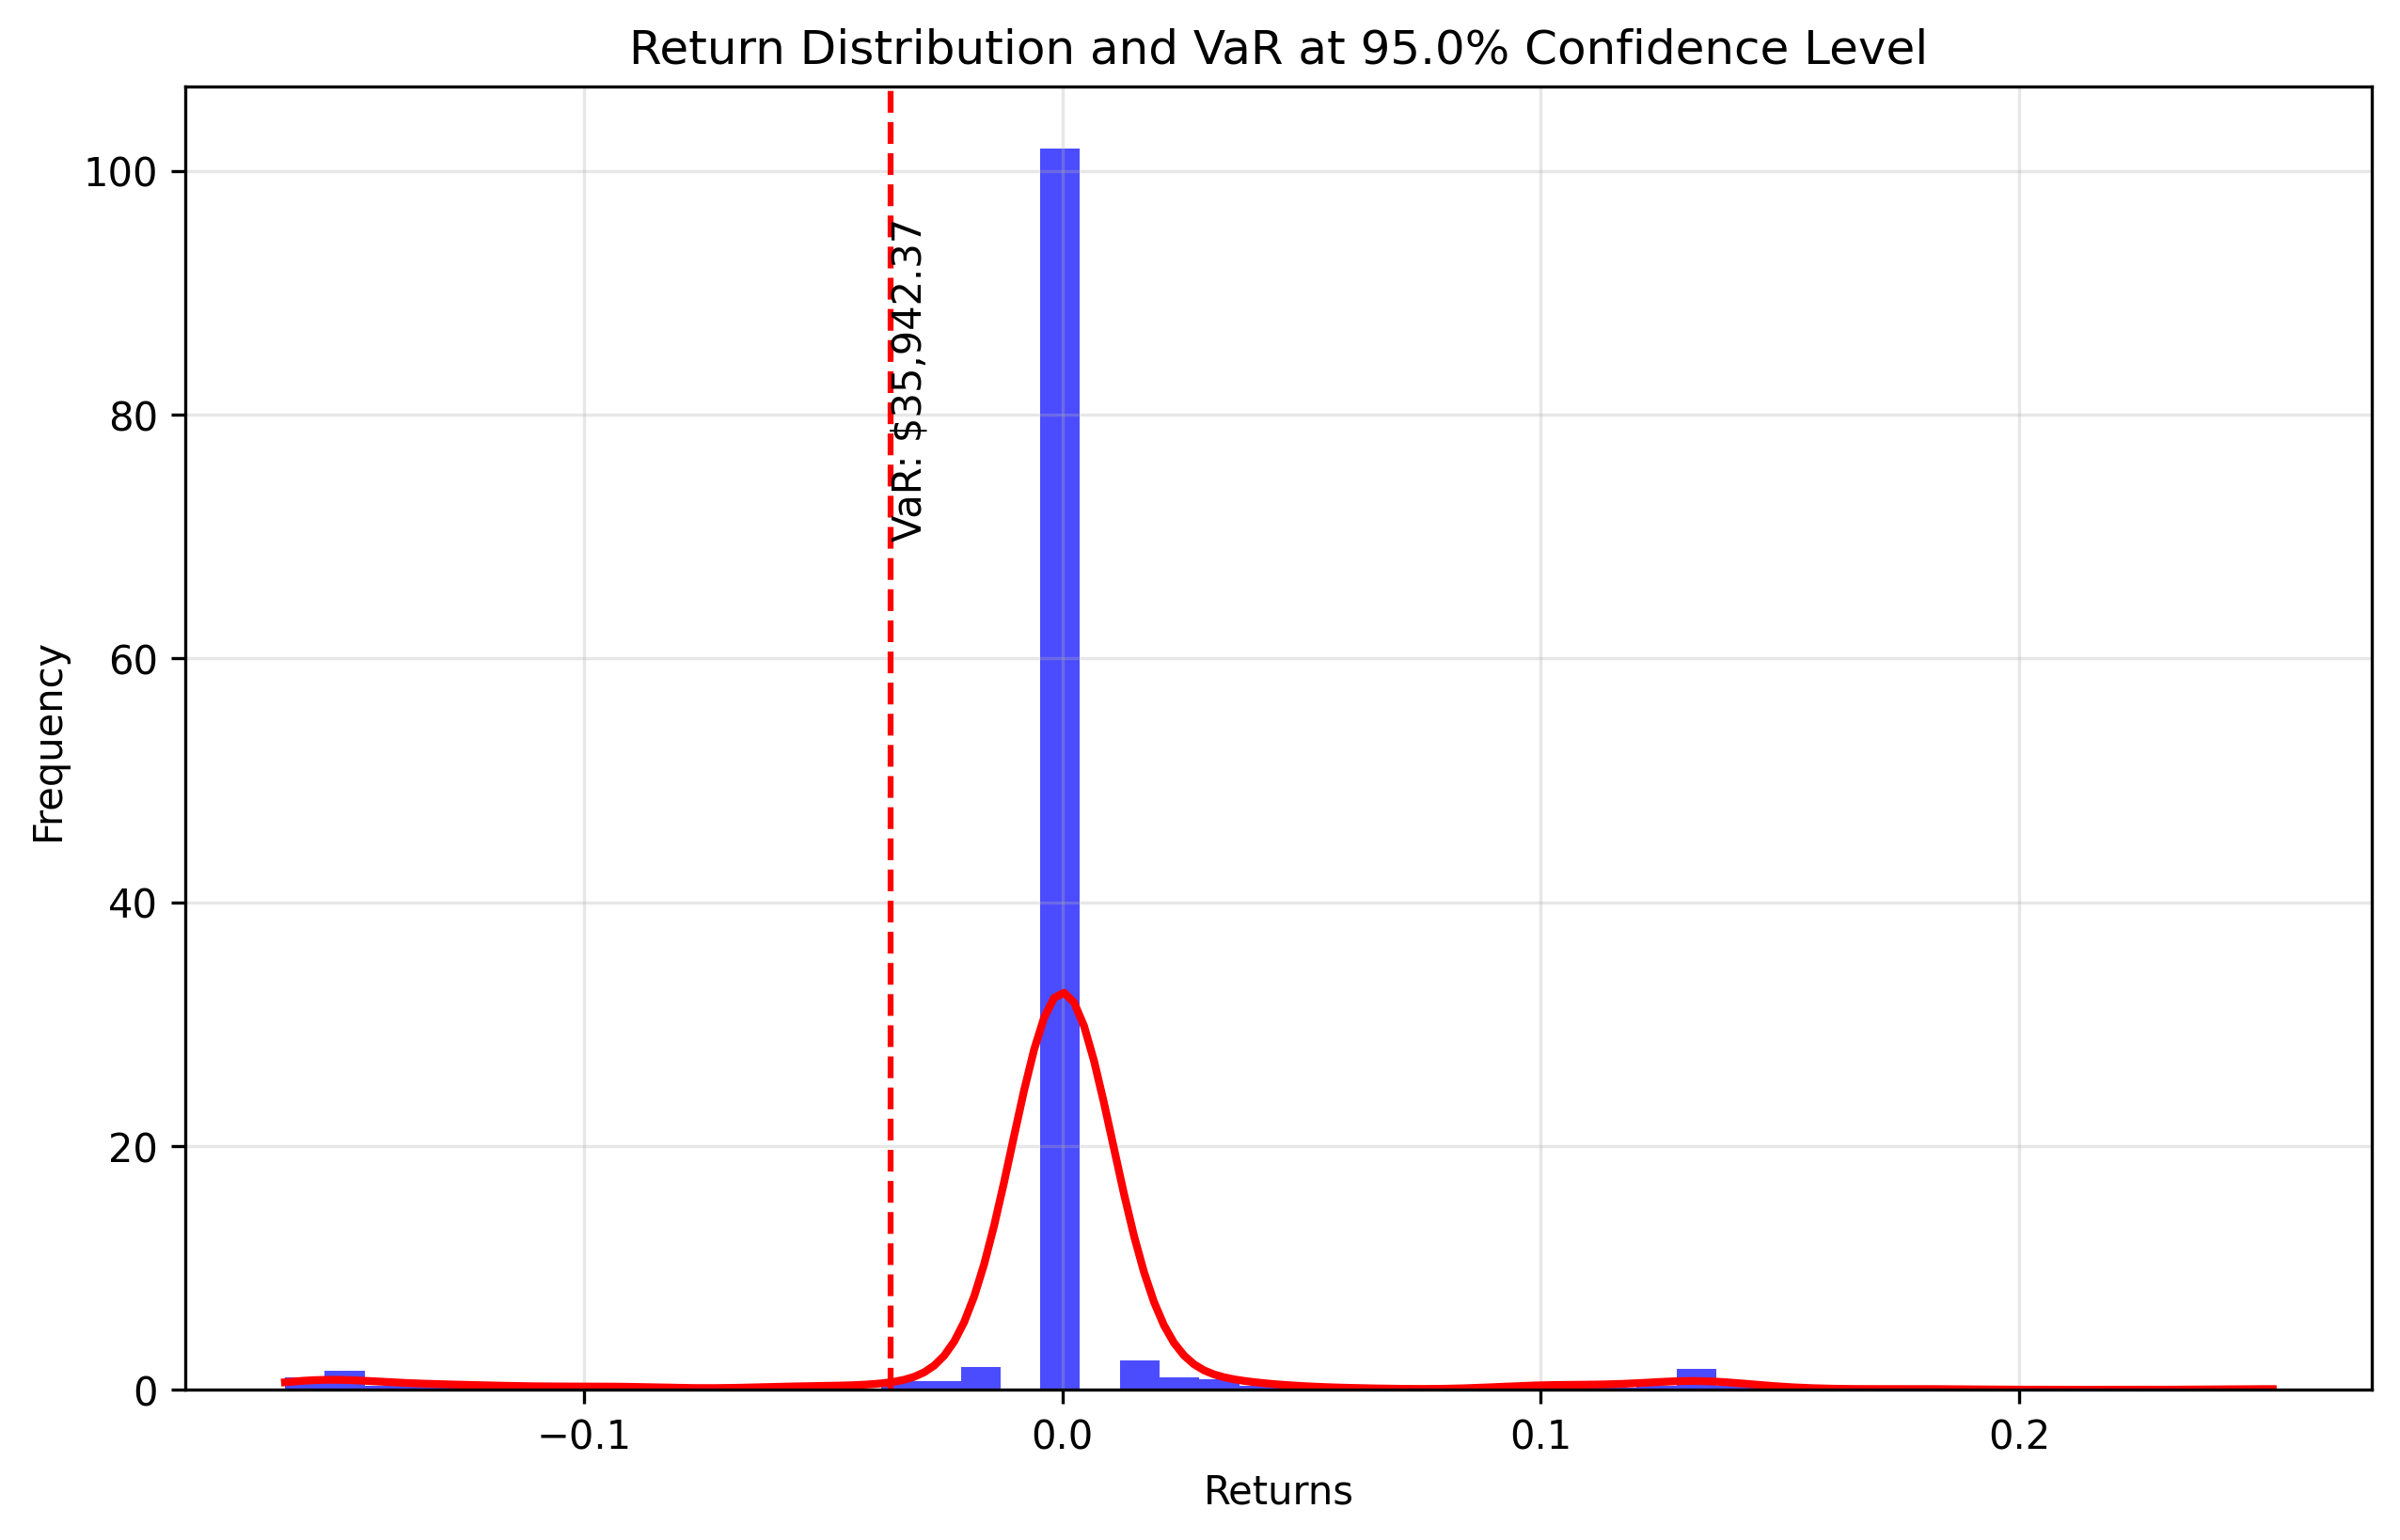 Return Distribution and VaR at 95.0% Confidence Level
100
80
60
40
20
0
Frequency
VaR: $35,942.37
−0.1
0.0
0.1
0.2
Returns